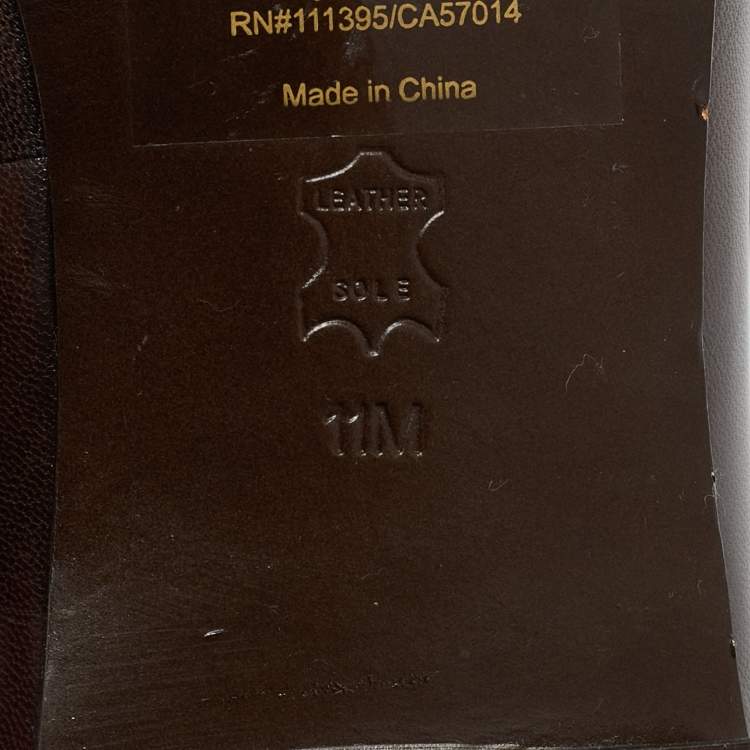 RN#111395/CA57014
Made in China
LEATHER
SOLE
11M